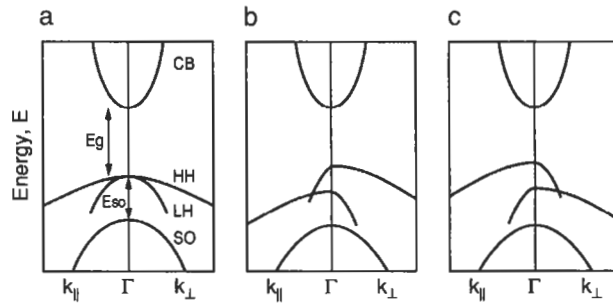 a
b
c
Energy, E
CB
Eg
HH
Eso
LH
SO
k∥ Γ k⊥
k∥ Γ k⊥
k∥ Γ k⊥